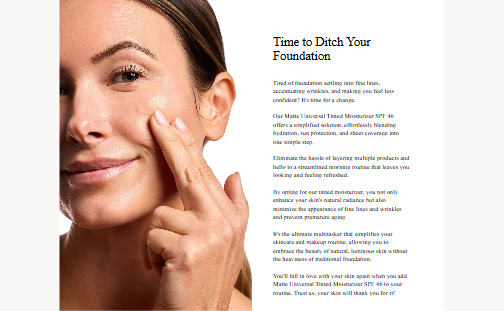 Time to Ditch Your
Foundation
Tired of foundation settling into fine lines,
accentuating wrinkles, and making you feel less
confident? It's time for a change.
Our Matte Universal Tinted Moisturizer SPF 46
offers a simplified solution, effortlessly blending
hydration, sun protection, and sheer coverage into
one simple step.
Eliminate the hassle of layering multiple products and
hello to a streamlined morning routine that leaves you
looking and feeling refreshed.
By opting for our tinted moisturizer, you not only
enhance your skin's natural radiance but also
minimize the appearance of fine lines and wrinkles
and prevent premature aging.
It's the ultimate multitasker that simplifies your
skincare and makeup routine, allowing you to
embrace the beauty of natural, luminous skin without
the heaviness of traditional foundation.
You'll fall in love with your skin again when you add
Matte Universal Tinted Moisturizer SPF 46 to your
routine. Trust us, your skin will thank you for it!